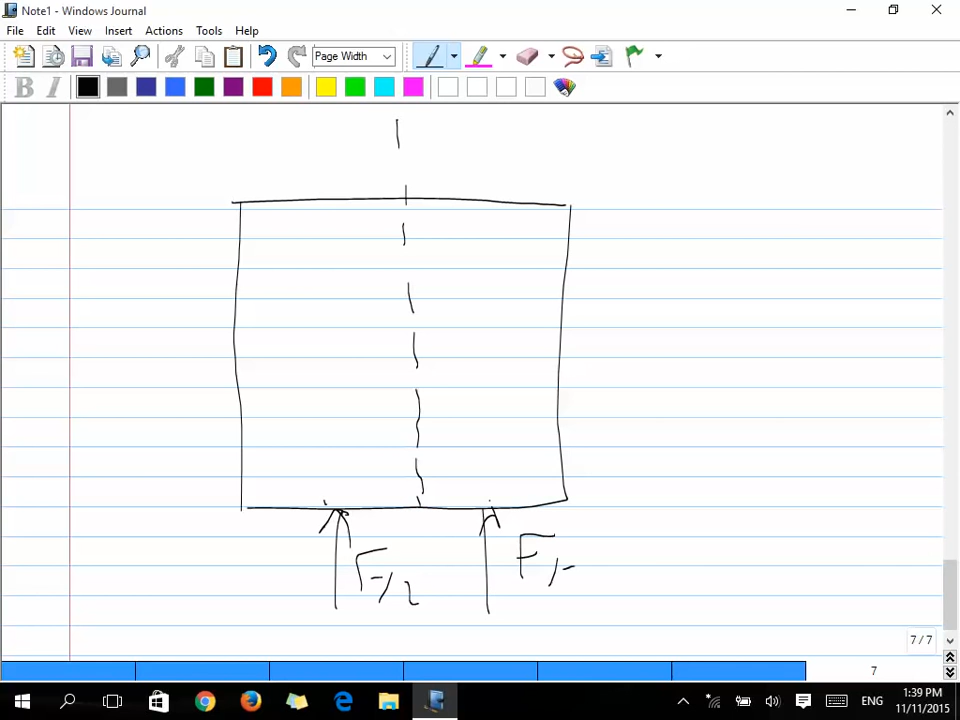 Note1 - Windows Journal
File Edit View Insert Actions Tools Help
Page Width
B I
F/2
F/
7 / 7
7
ENG
1:39 PM
11/11/2015